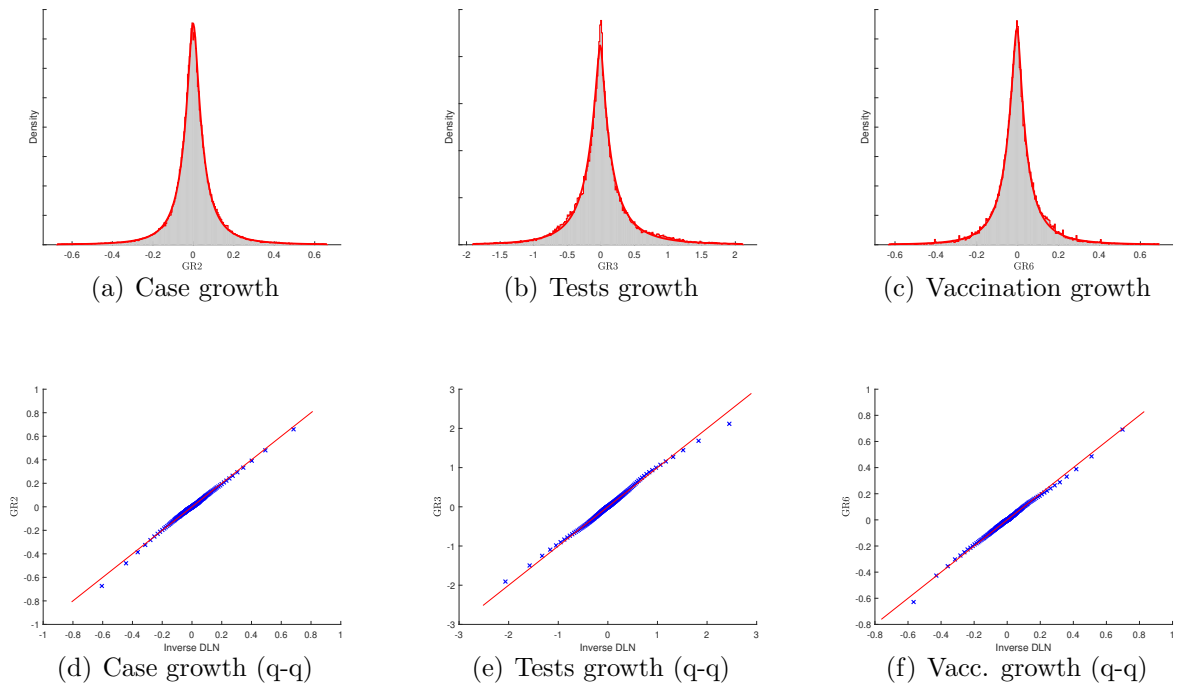 Density
-0.6 -0.4 -0.2 0 0.2 0.4 0.6
GR2
(a) Case growth
Density
-1.5 -1 -0.5 0 0.5 1 1.5 2
GR3
(b) Tests growth
Density
-0.6 -0.4 -0.2 0 0.2 0.4 0.6
GR6
(c) Vaccination growth
1
0.8
0.6
0.4
0.2
0
-0.2
-0.4
-0.6
-0.8
-1
GR2
-1 -0.8 -0.6 -0.4 -0.2 0 0.2 0.4 0.6 0.8 1
Inverse DLN
(d) Case growth (q-q)
3
2
1
0
-1
-2
-3
GR3
-3 -2 -1 0 1 2 3
Inverse DLN
(e) Tests growth (q-q)
1
0.8
0.6
0.4
0.2
0
-0.2
-0.4
-0.6
-0.8
GR6
-0.8 -0.6 -0.4 -0.2 0 0.2 0.4 0.6 0.8 1
Inverse DLN
(f) Vacc. growth (q-q)